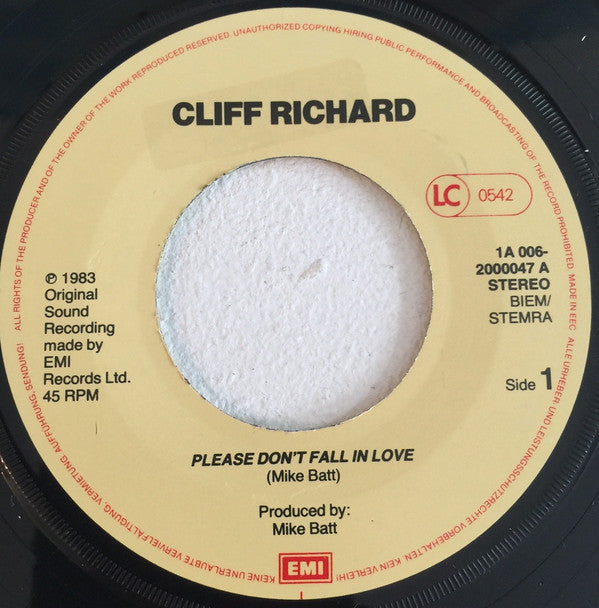 ALL RIGHTS OF THE PRODUCER AND OF THE OWNER OF THE WORK REPRODUCED RESERVED. UNAUTHORIZED COPYING HIRING PUBLIC PERFORMANCE AND BROADCASTING OF THE RECORD PROHIBITED. MADE IN EEC
CLIFF RICHARD
LC 0542
1A 006-
2000047 A
STEREO
BIEM/
STEMRA
℗ 1983
Original
Sound
Recording
made by
EMI
Records Ltd.
45 RPM
Side 1
PLEASE DON'T FALL IN LOVE
(Mike Batt)
Produced by:
Mike Batt
EMI
ALLE URHEBER- UND LEISTUNGSSCHUTZRECHTE VORBEHALTEN. KEIN VERLEIH! KEINE UNERLAUBTE VERVIELFÄLTIGUNG, VERMIETUNG, AUFFÜHRUNG, SENDUNG!